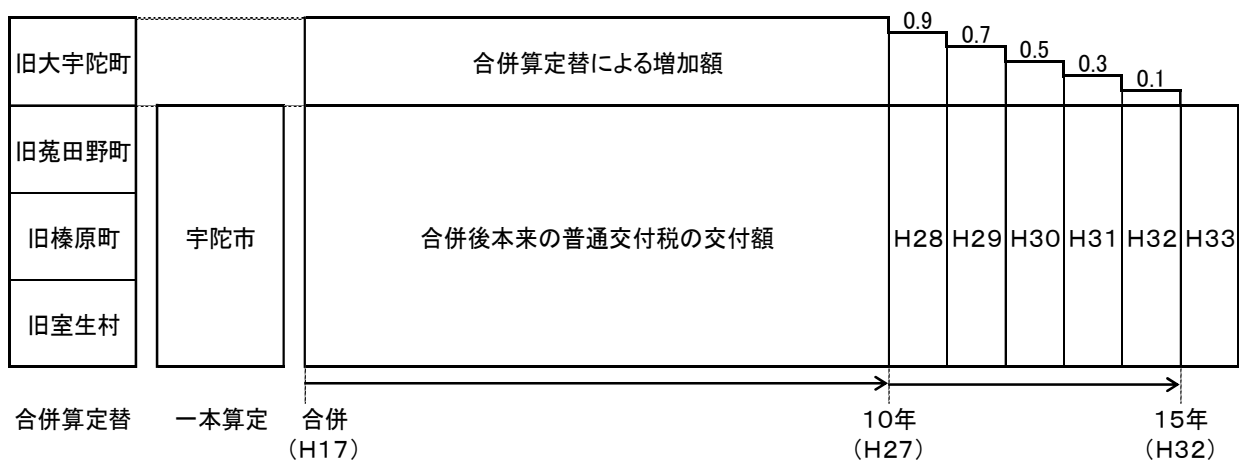 0.9
0.7
0.5
0.3
0.1
旧大宇陀町
合併算定替による増加額
旧菟田野町
旧榛原町
宇陀市
合併後本来の普通交付税の交付額
H28
H29
H30
H31
H32
H33
旧室生村
合併算定替
一本算定
合併
(H17)
10年
(H27)
15年
(H32)